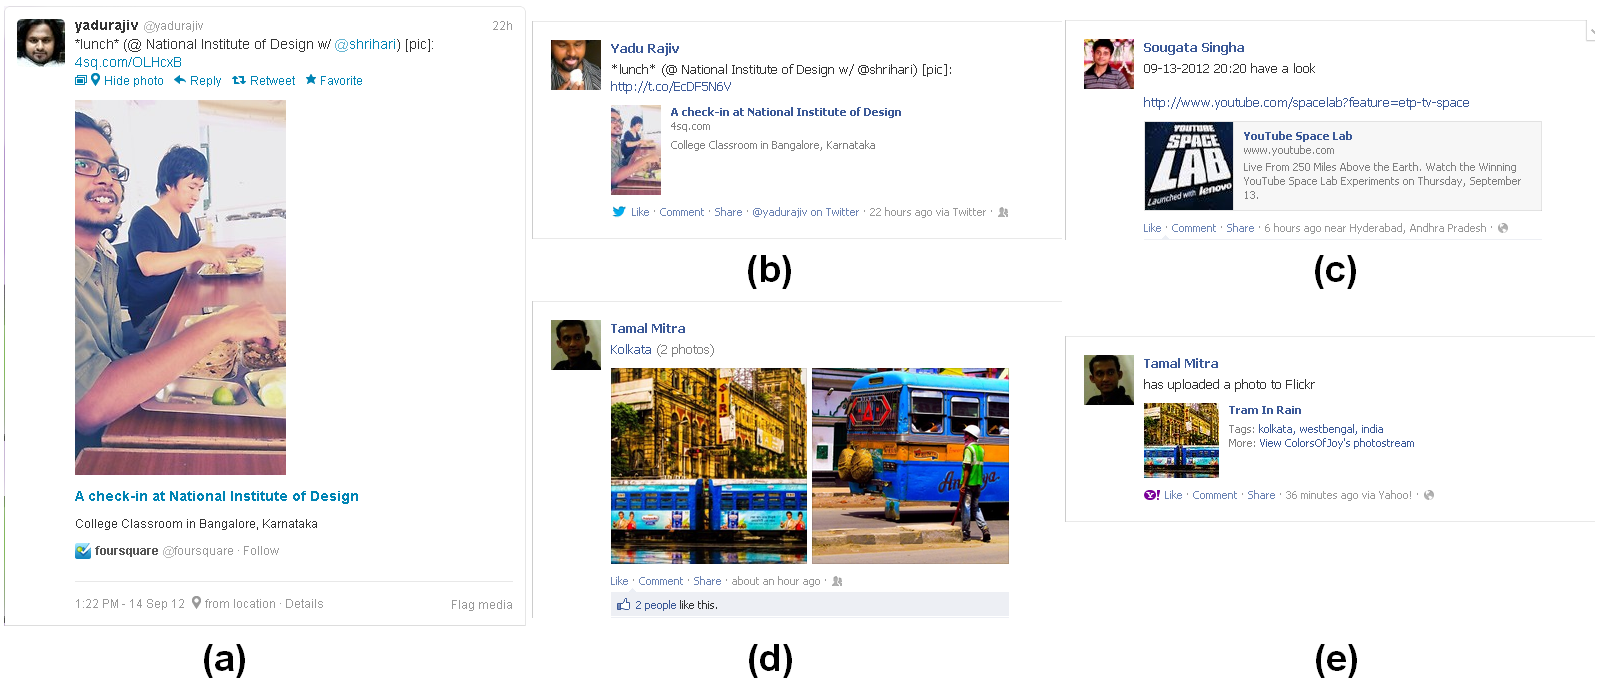 yadurajiv @yadurajiv 22h
*lunch* (@ National Institute of Design w/ @shrihari) [pic]:
4sq.com/OLHcxB
Hide photo Reply Retweet Favorite
A check-in at National Institute of Design
College Classroom in Bangalore, Karnataka
foursquare @foursquare · Follow
1:22 PM - 14 Sep 12 from location · Details Flag media
(a)
Yadu Rajiv
*lunch* (@ National Institute of Design w/ @shrihari) [pic]:
http://t.co/EcDF5N6V
A check-in at National Institute of Design
4sq.com
College Classroom in Bangalore, Karnataka
Like · Comment · Share · @yadurajiv on Twitter · 22 hours ago via Twitter ·
(b)
Sougata Singha
09-13-2012 20:20 have a look
http://www.youtube.com/spacelab?feature=etp-tv-space
YOUTUBE
SPACE
LAB
Launched with lenovo
YouTube Space Lab
www.youtube.com
Live From 250 Miles Above the Earth. Watch the Winning
YouTube Space Lab Experiments on Thursday, September
13.
Like · Comment · Share · 6 hours ago near Hyderabad, Andhra Pradesh ·
(c)
Tamal Mitra
Kolkata (2 photos)
A
Like · Comment · Share · about an hour ago ·
2 people like this.
(d)
Tamal Mitra
has uploaded a photo to Flickr
Tram In Rain
Tags: kolkata, westbengal, india
More: View ColorsOfJoy's photostream
Y! Like · Comment · Share · 36 minutes ago via Yahoo! ·
(e)